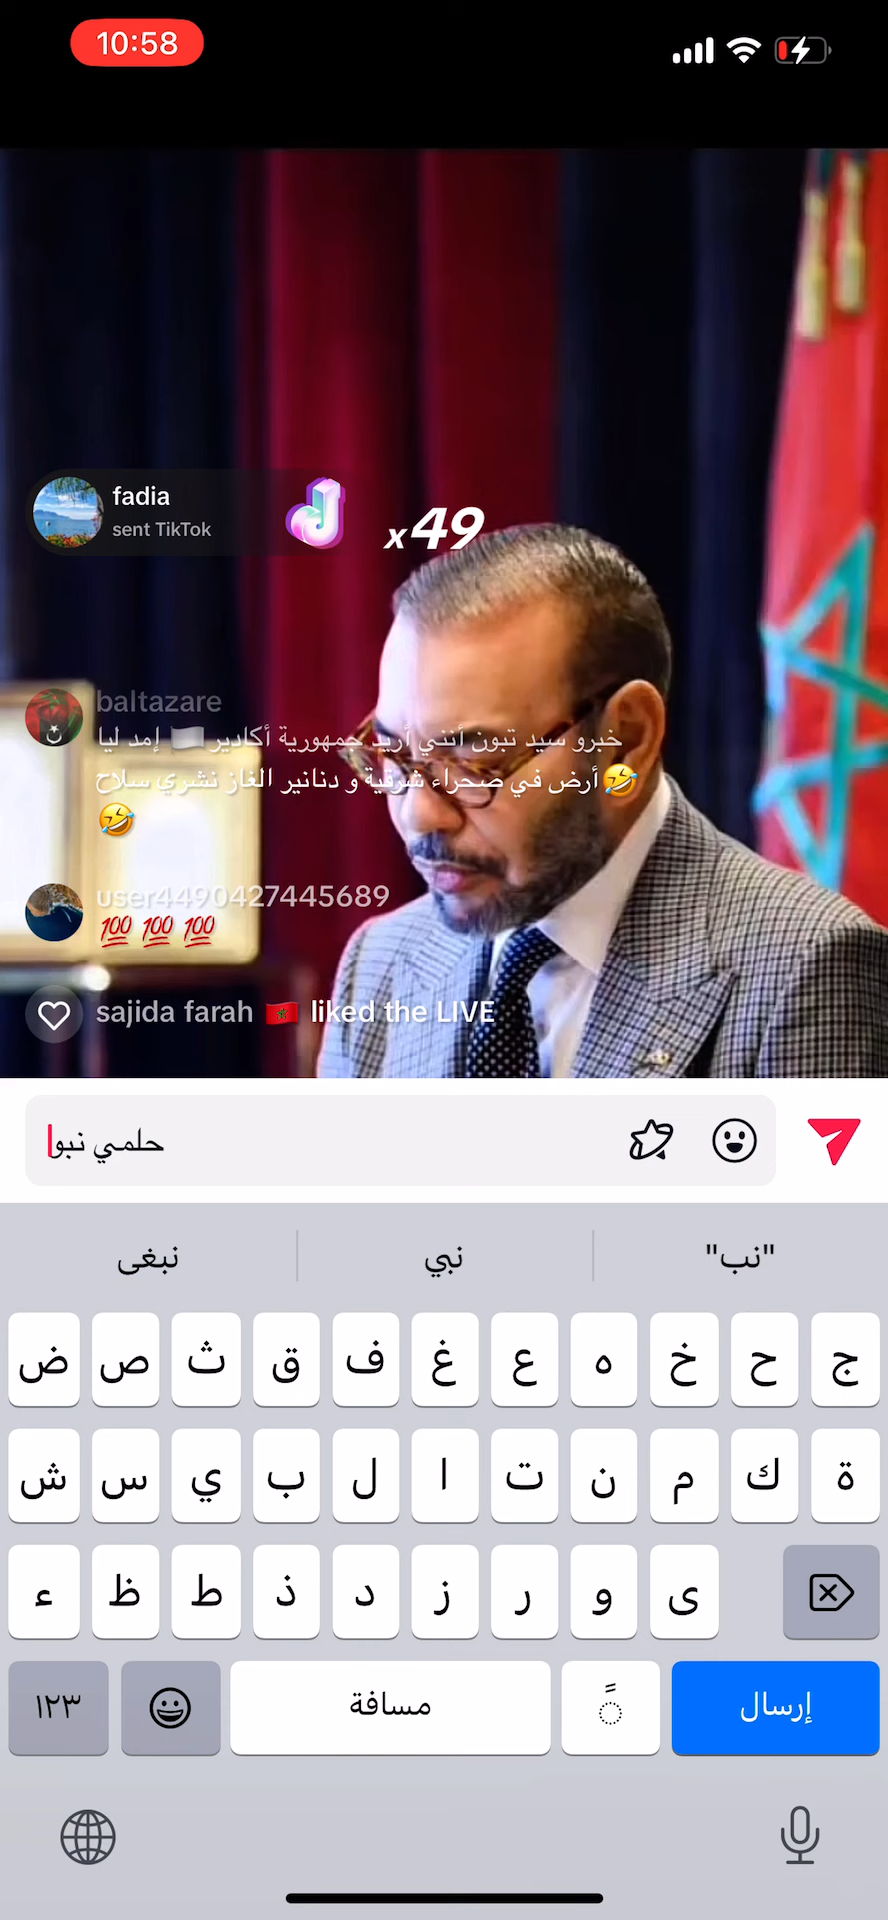 10:58
fadia
sent TikTok
x49
baltazare
خبرو سيد تبون أنني أريد جمهورية أكادير🏳️ إمد ليا
أرض في صحراء شرقية و دنانير الغاز نشري سلاح🤣
🤣
user4490427445689
💯 💯 💯
sajida farah 🇲🇦 liked the LIVE
حلمي نبوا
نبغى نبي "نب"
ض ص ث ق ف غ ع ه خ ح ج
ش س ي ب ل ا ت ن م ك ة
ء ظ ط ذ د ز ر و ى
١٢٣ مسافة إرسال